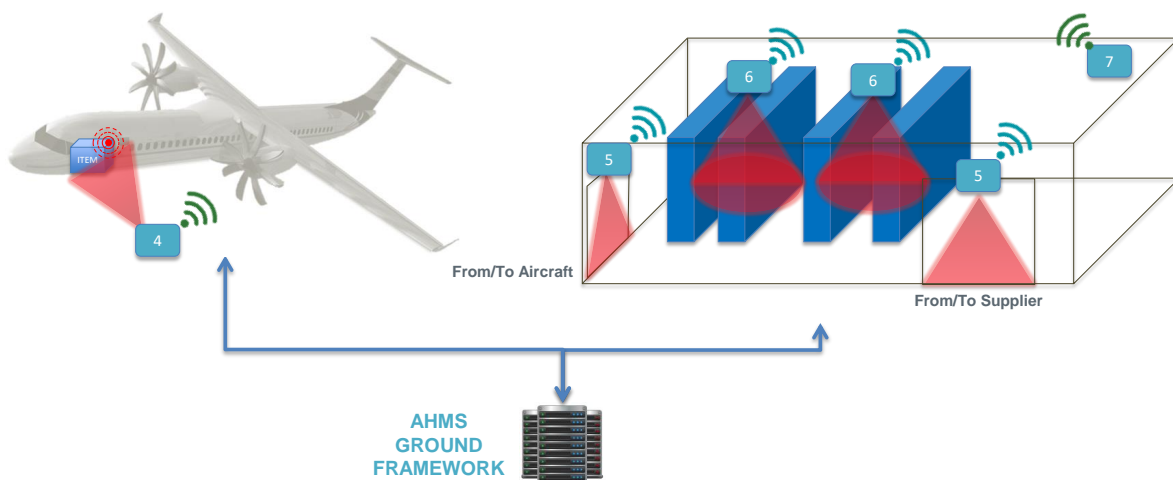 6
6
7
5
5
ITEM
4
From/To Aircraft
From/To Supplier
AHMS
GROUND
FRAMEWORK